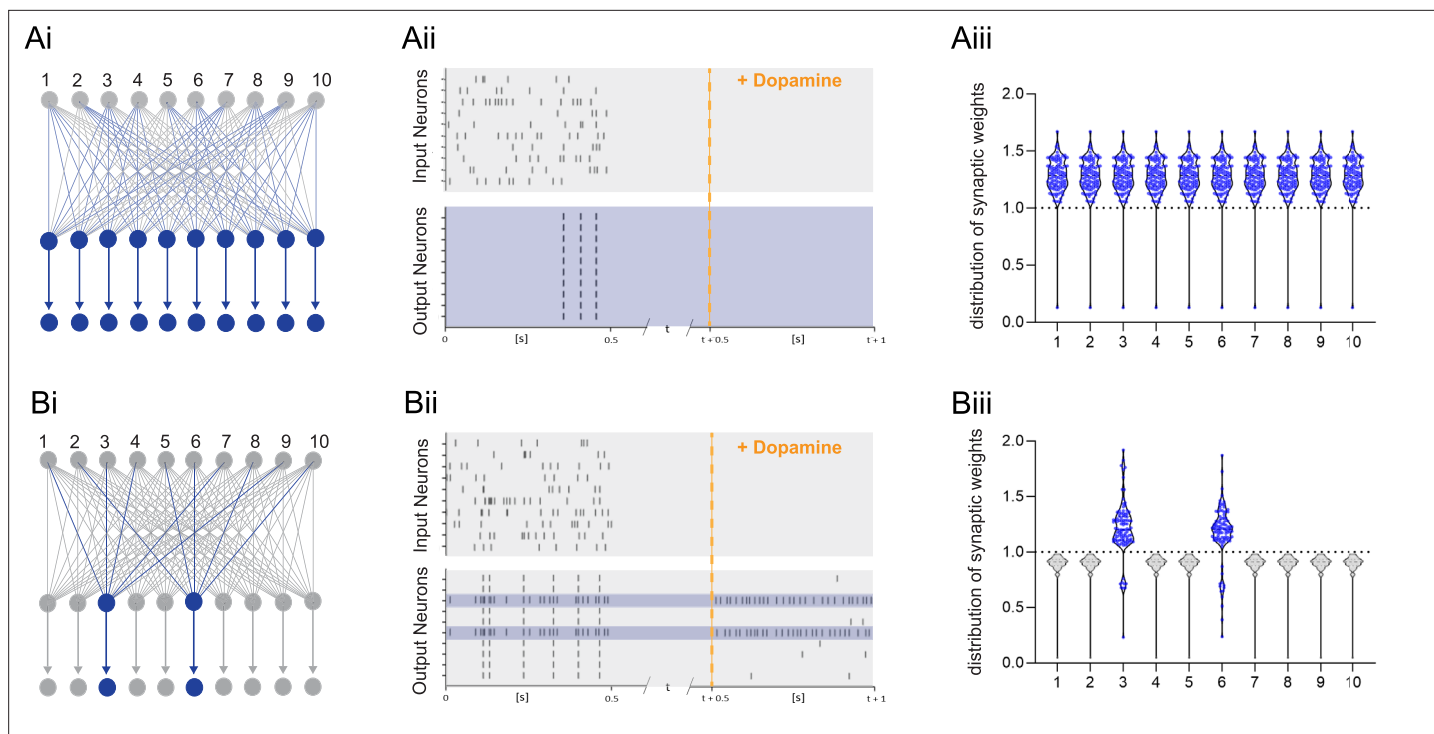 Ai
1 2 3 4 5 6 7 8 9 10
Aii
Input Neurons
+ Dopamine
Output Neurons
0 [s] 0.5 t t + 0.5 [s] t + 1
Aiii
distribution of synaptic weights
2.0
1.5
1.0
0.5
0.0
1 2 3 4 5 6 7 8 9 10
Bi
1 2 3 4 5 6 7 8 9 10
Bii
Input Neurons
+ Dopamine
Output Neurons
0 [s] 0.5 t t + 0.5 [s] t + 1
Biii
distribution of synaptic weights
2.0
1.5
1.0
0.5
0.0
1 2 3 4 5 6 7 8 9 10